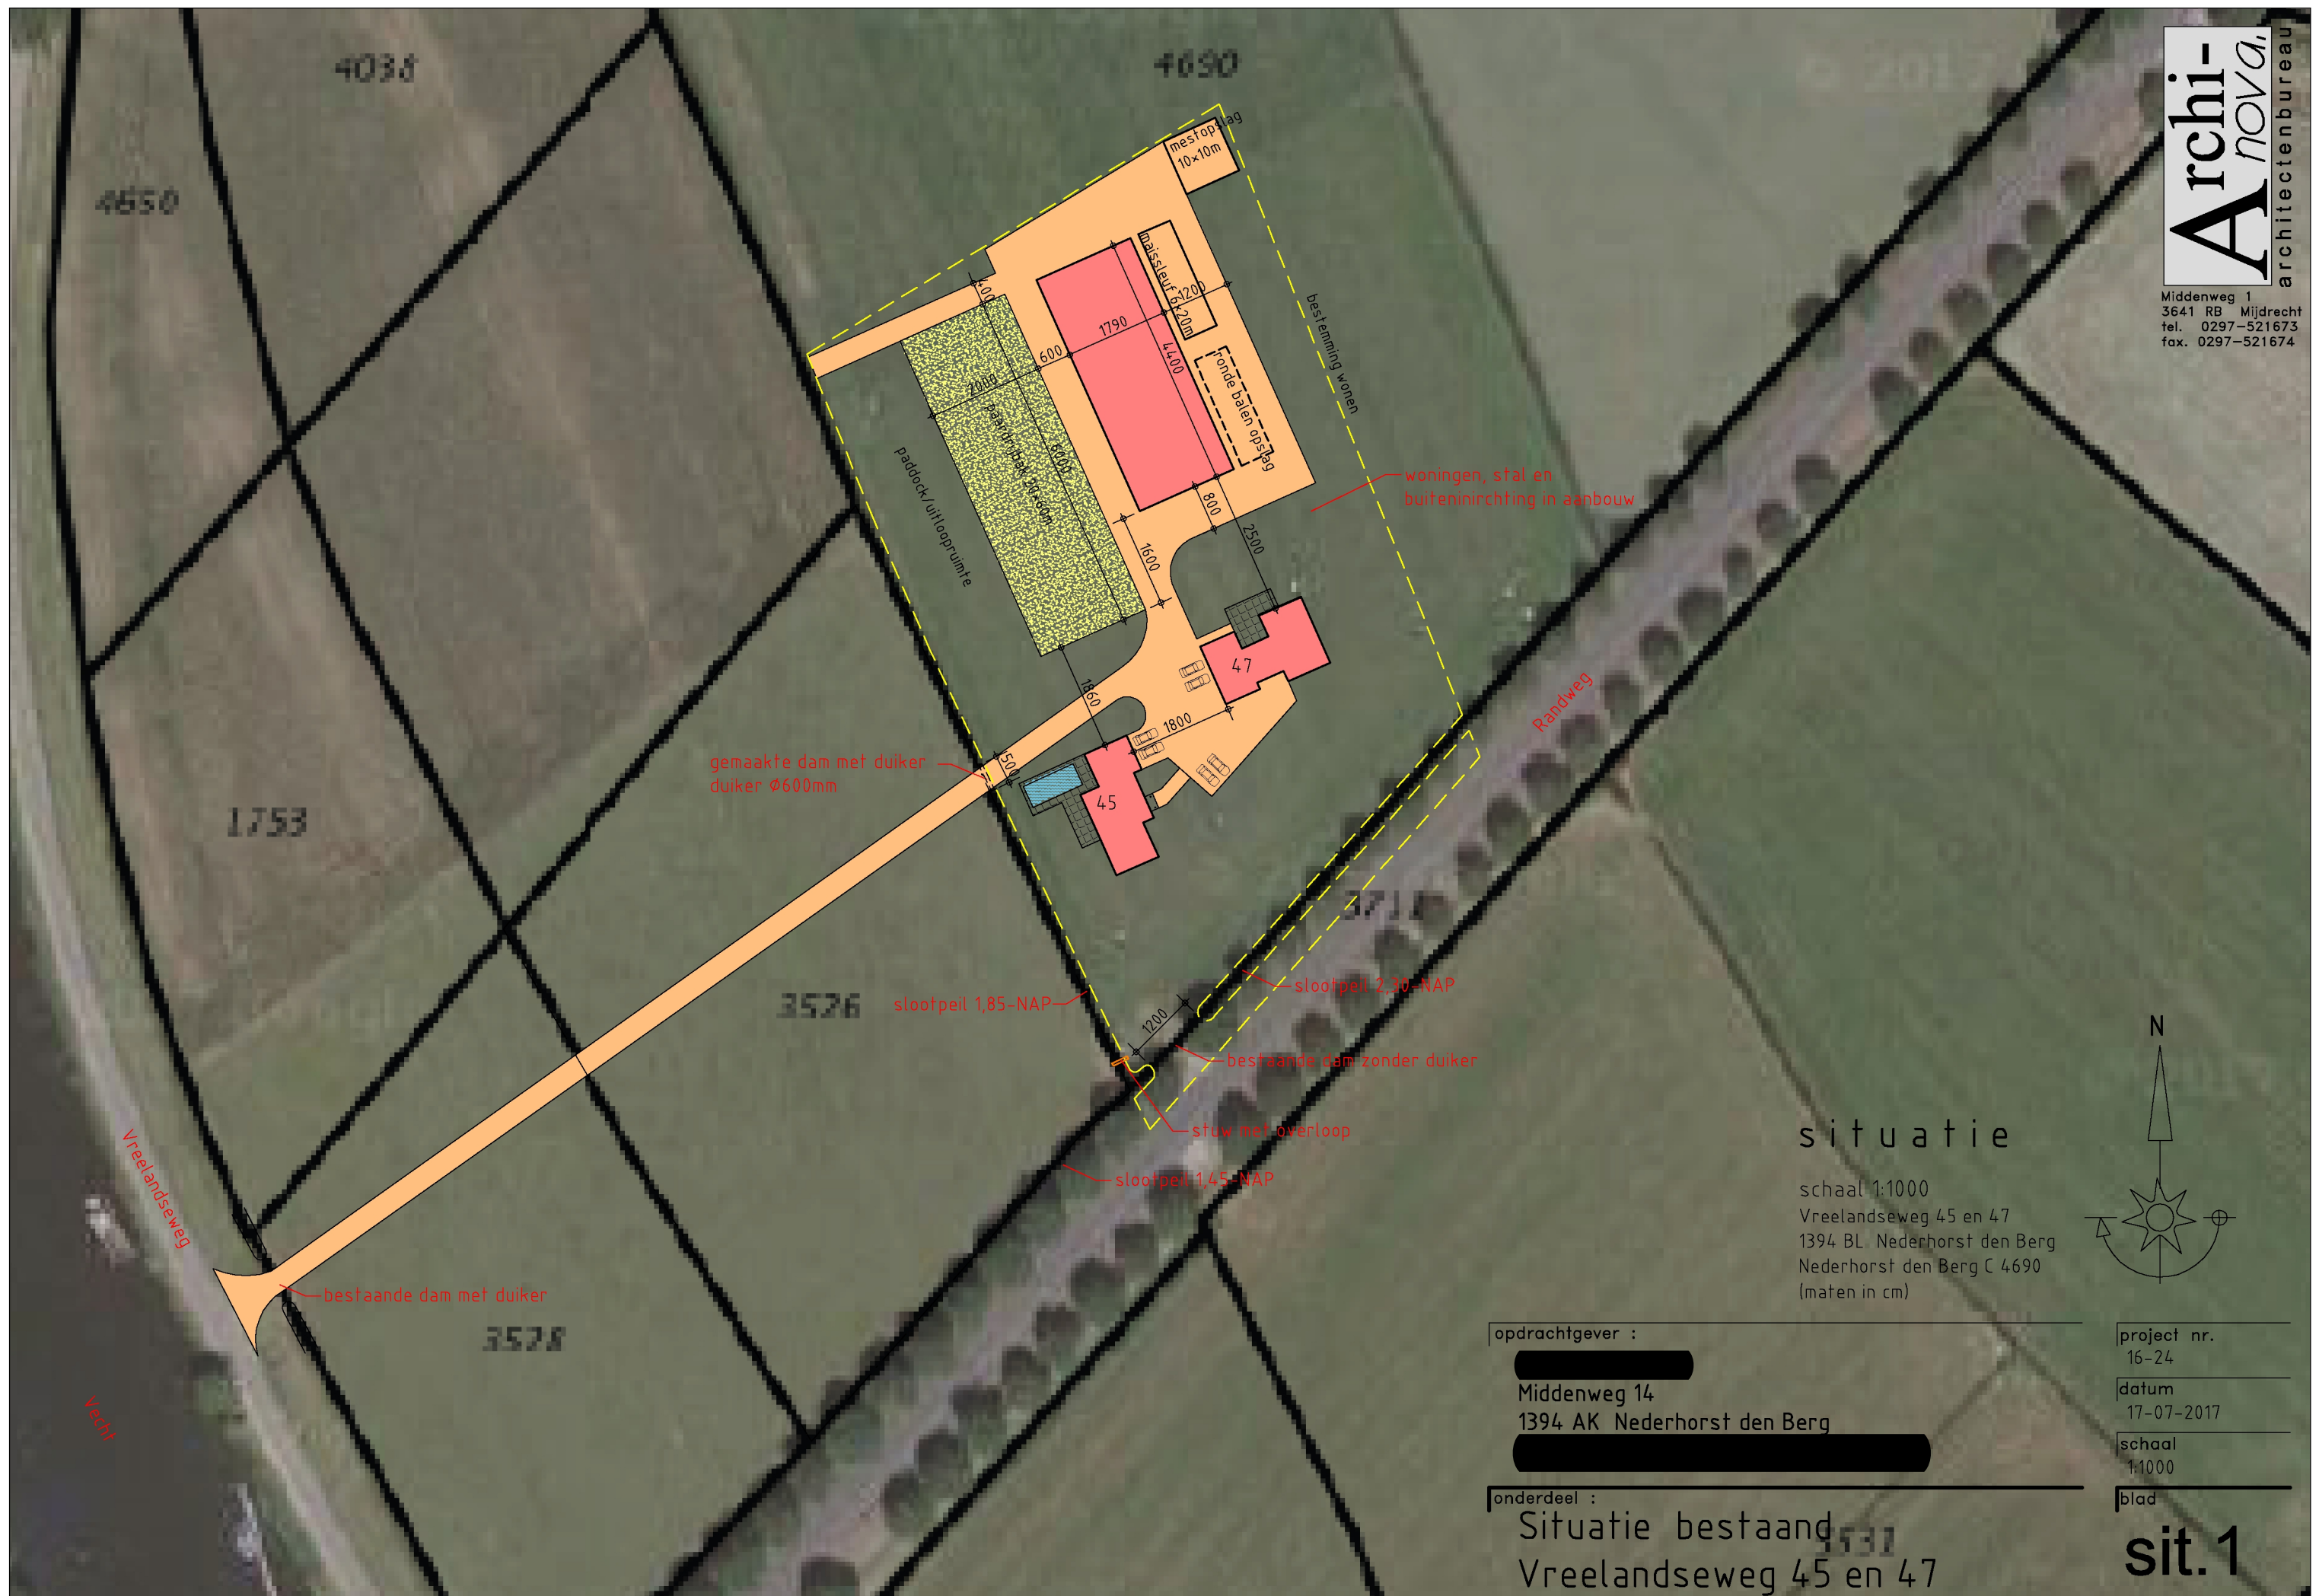 4038
4690
4650
1753
3526
3528
3711
3531
Archi-
nova.
architectenbureau
Middenweg 1
3641 RB Mijdrecht
tel. 0297-521673
fax. 0297-521674
mestopslag
10x10m
maissleuf 6x20m
1200
400
1790
600
4400
2000
ronde balen opslag
bestemming wonen
paardrijbak 20x60m
6000
paddock/uitloopruimte
800
2500
1600
woningen, stal en
buiteninirchting in aanbouw
47
1860
1800
500
45
gemaakte dam met duiker
duiker Ø600mm
Randweg
slootpeil 1,85-NAP
slootpeil 2,30-NAP
1200
bestaande dam zonder duiker
stuw met overloop
slootpeil 1,45-NAP
Vreelandseweg
bestaande dam met duiker
Vecht
N
situatie
schaal 1:1000
Vreelandseweg 45 en 47
1394 BL Nederhorst den Berg
Nederhorst den Berg C 4690
(maten in cm)
opdrachtgever :
Middenweg 14
1394 AK Nederhorst den Berg
onderdeel :
Situatie bestaand
Vreelandseweg 45 en 47
project nr.
16-24
datum
17-07-2017
schaal
1:1000
blad
sit.1